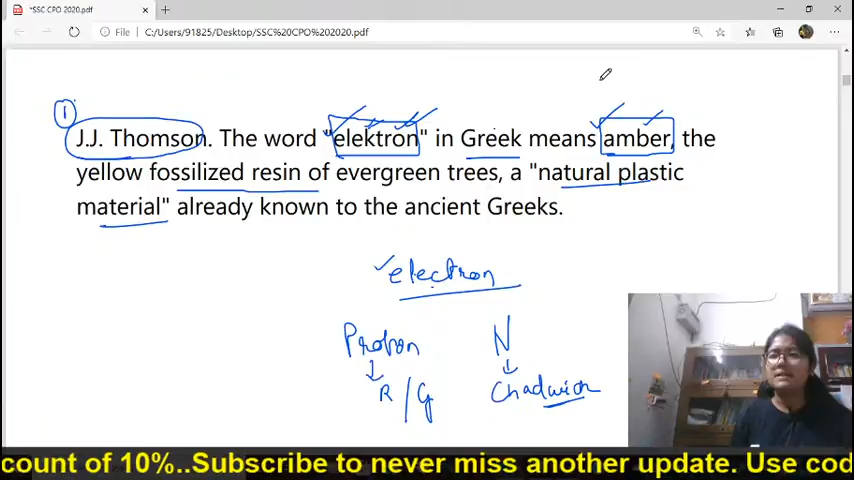 *SSC CPO 2020.pdf
File
C:/Users/91825/Desktop/SSC%20CPO%202020.pdf
1
J.J. Thomson. The word "elektron" in Greek means amber, the
yellow fossilized resin of evergreen trees, a "natural plastic
material" already known to the ancient Greeks.
electron
Proton N
R/G Chadwick
count of 10%..Subscribe to never miss another update. Use cod